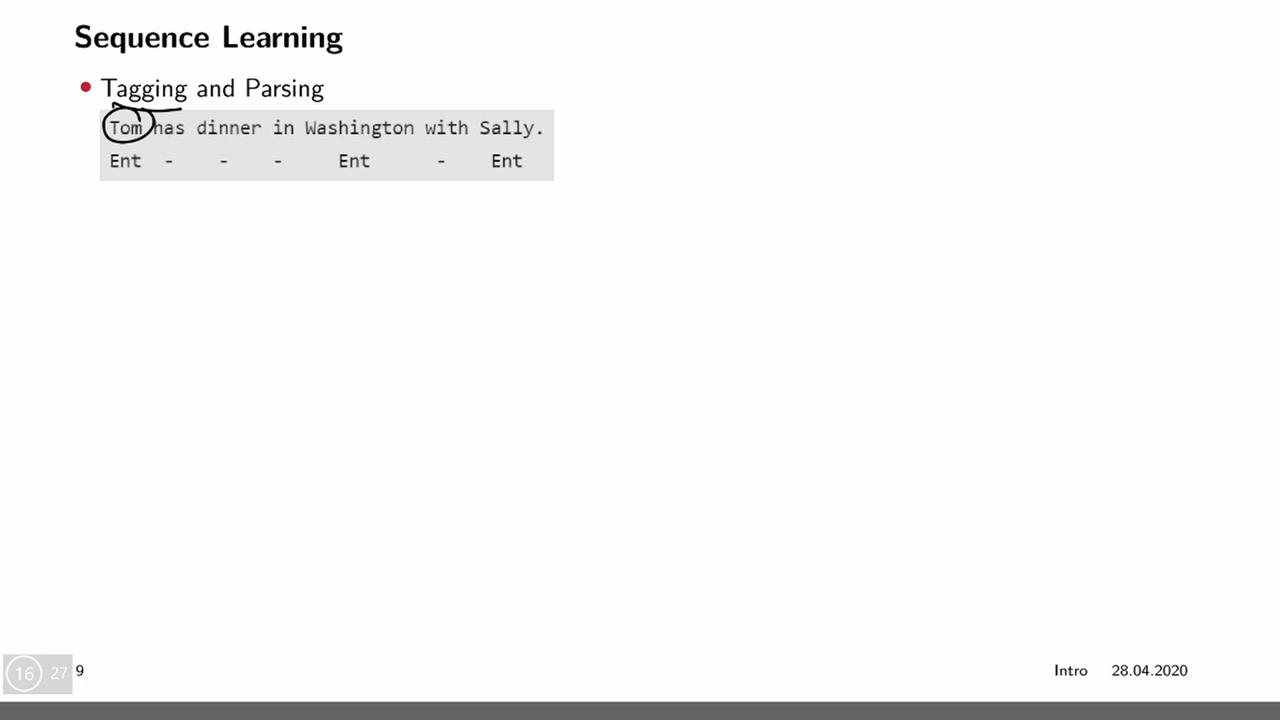 Sequence Learning
• Tagging and Parsing
Tom has dinner in Washington with Sally.
Ent - - - Ent - Ent
16 27 9 Intro 28.04.2020